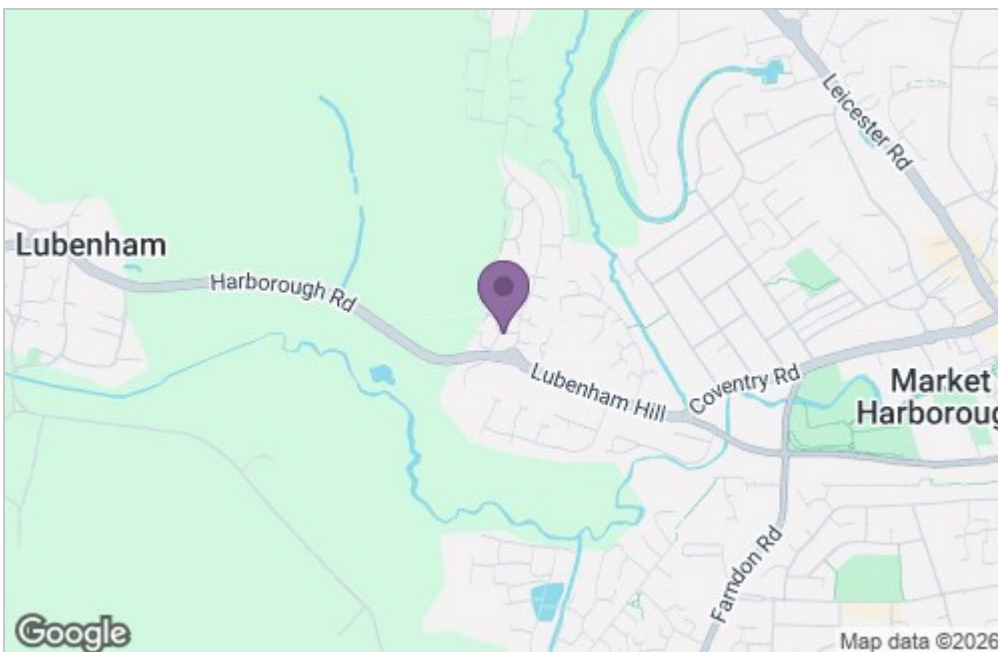 Leicester Rd
Lubenham
Harborough Rd
Lubenham Hill
Coventry Rd
Market
Harboroug
Farndon Rd
Google
Map data ©2026